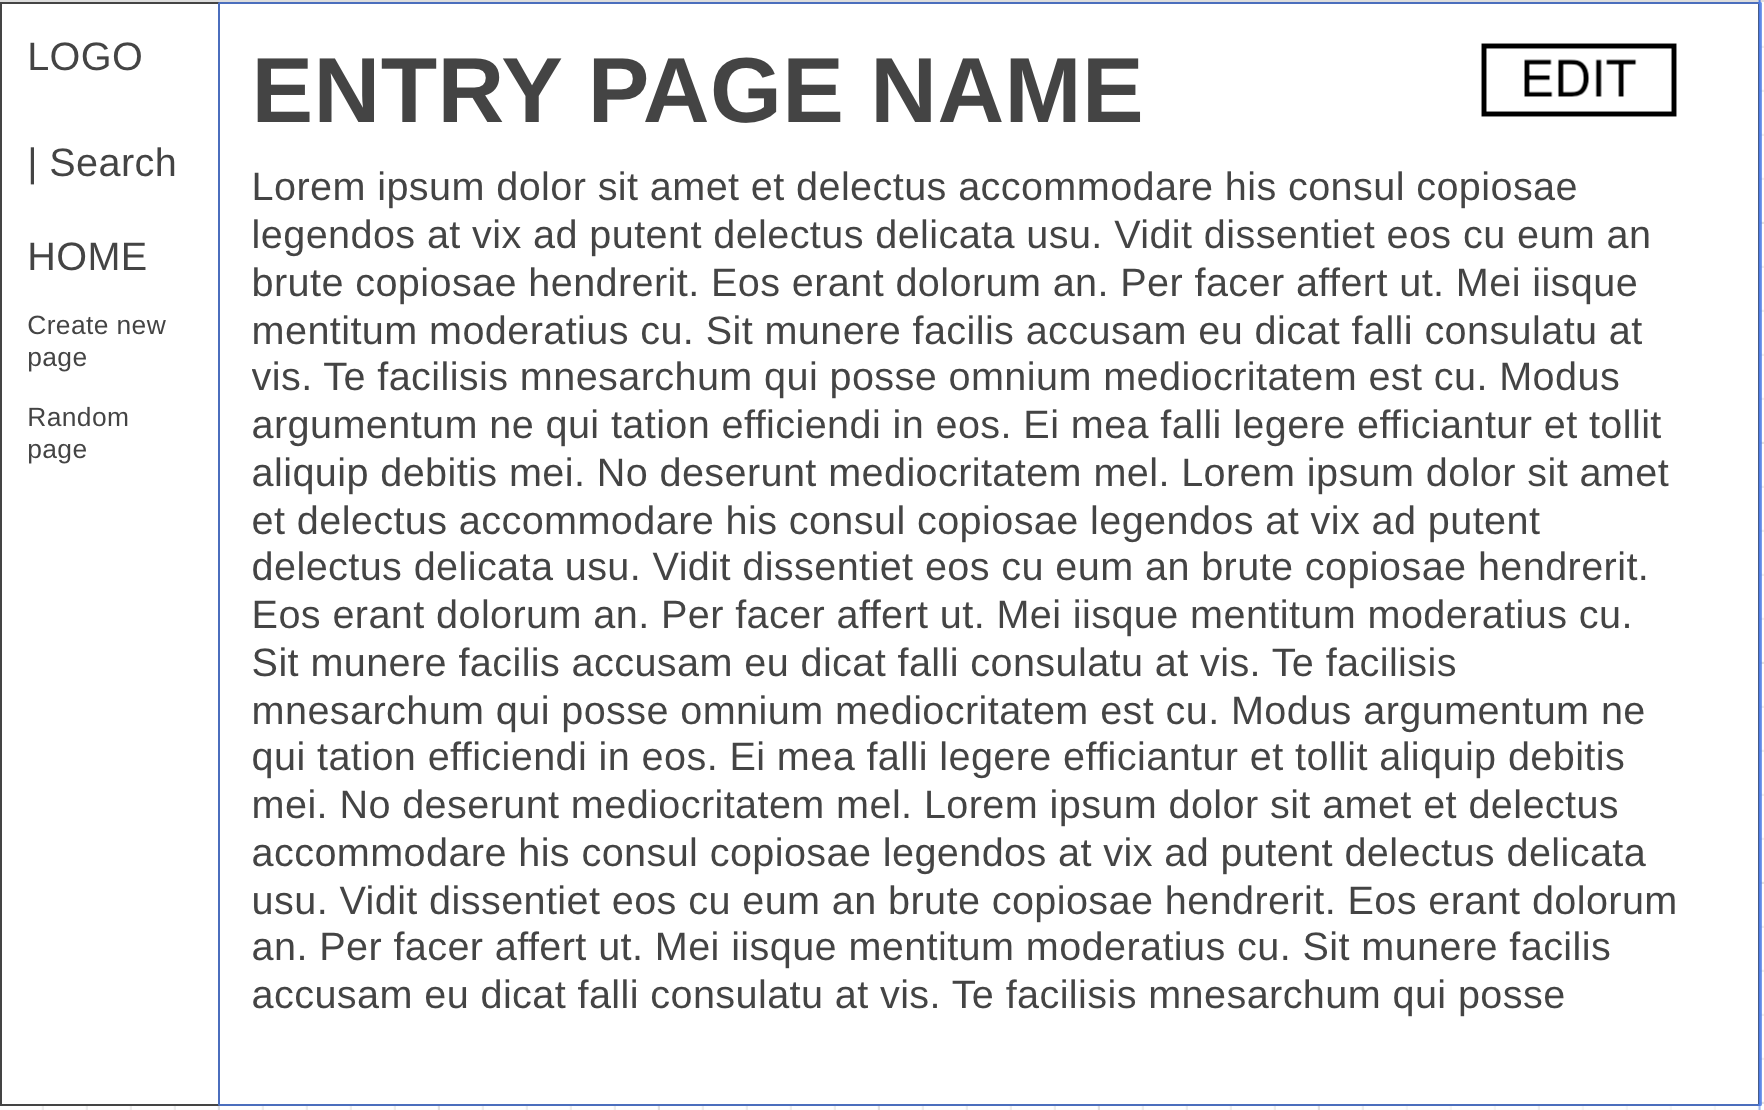 LOGO
| Search
HOME
Create new
page
Random
page
ENTRY PAGE NAME
EDIT
Lorem ipsum dolor sit amet et delectus accommodare his consul copiosae
legendos at vix ad putent delectus delicata usu. Vidit dissentiet eos cu eum an
brute copiosae hendrerit. Eos erant dolorum an. Per facer affert ut. Mei iisque
mentitum moderatius cu. Sit munere facilis accusam eu dicat falli consulatu at
vis. Te facilisis mnesarchum qui posse omnium mediocritatem est cu. Modus
argumentum ne qui tation efficiendi in eos. Ei mea falli legere efficiantur et tollit
aliquip debitis mei. No deserunt mediocritatem mel. Lorem ipsum dolor sit amet
et delectus accommodare his consul copiosae legendos at vix ad putent
delectus delicata usu. Vidit dissentiet eos cu eum an brute copiosae hendrerit.
Eos erant dolorum an. Per facer affert ut. Mei iisque mentitum moderatius cu.
Sit munere facilis accusam eu dicat falli consulatu at vis. Te facilisis
mnesarchum qui posse omnium mediocritatem est cu. Modus argumentum ne
qui tation efficiendi in eos. Ei mea falli legere efficiantur et tollit aliquip debitis
mei. No deserunt mediocritatem mel. Lorem ipsum dolor sit amet et delectus
accommodare his consul copiosae legendos at vix ad putent delectus delicata
usu. Vidit dissentiet eos cu eum an brute copiosae hendrerit. Eos erant dolorum
an. Per facer affert ut. Mei iisque mentitum moderatius cu. Sit munere facilis
accusam eu dicat falli consulatu at vis. Te facilisis mnesarchum qui posse